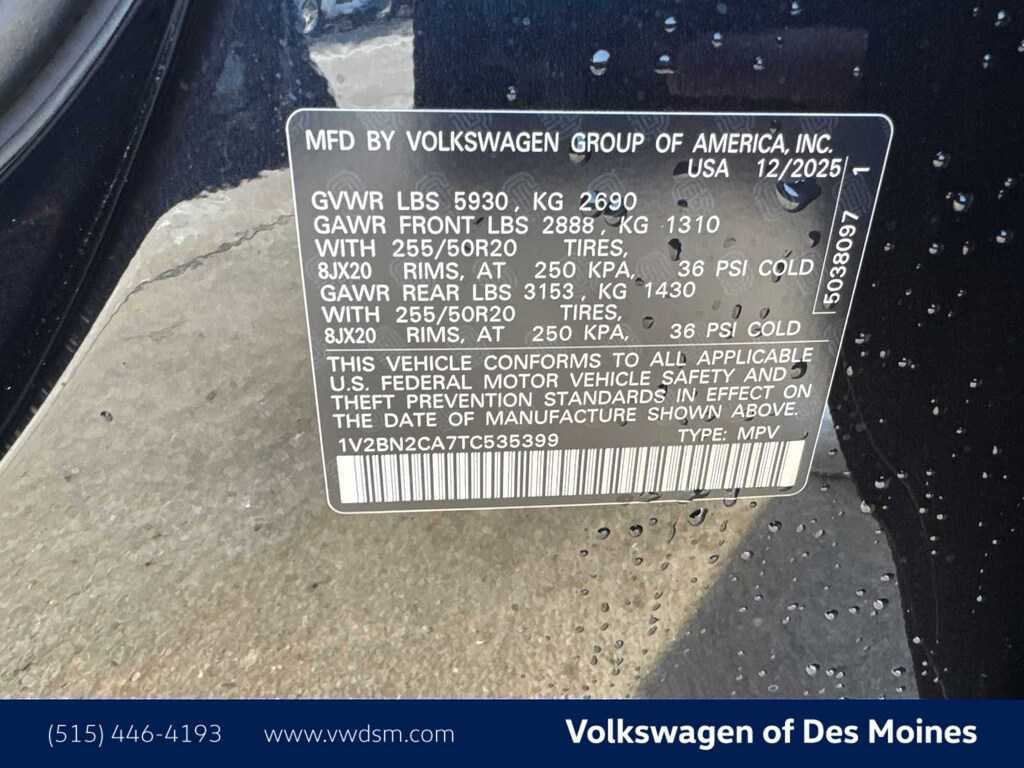 MFD BY VOLKSWAGEN GROUP OF AMERICA, INC.
USA 12/2025
GVWR LBS 5930, KG 2690
GAWR FRONT LBS 2888, KG 1310
WITH 255/50R20 TIRES,
8JX20 RIMS, AT 250 KPA, 36 PSI COLD
GAWR REAR LBS 3153, KG 1430
WITH 255/50R20 TIRES,
8JX20 RIMS, AT 250 KPA, 36 PSI COLD
5038097 1
THIS VEHICLE CONFORMS TO ALL APPLICABLE
U.S. FEDERAL MOTOR VEHICLE SAFETY AND
THEFT PREVENTION STANDARDS IN EFFECT ON
THE DATE OF MANUFACTURE SHOWN ABOVE.
1V2BN2CA7TC535399 TYPE: MPV
(515) 446-4193 www.vwdsm.com Volkswagen of Des Moines